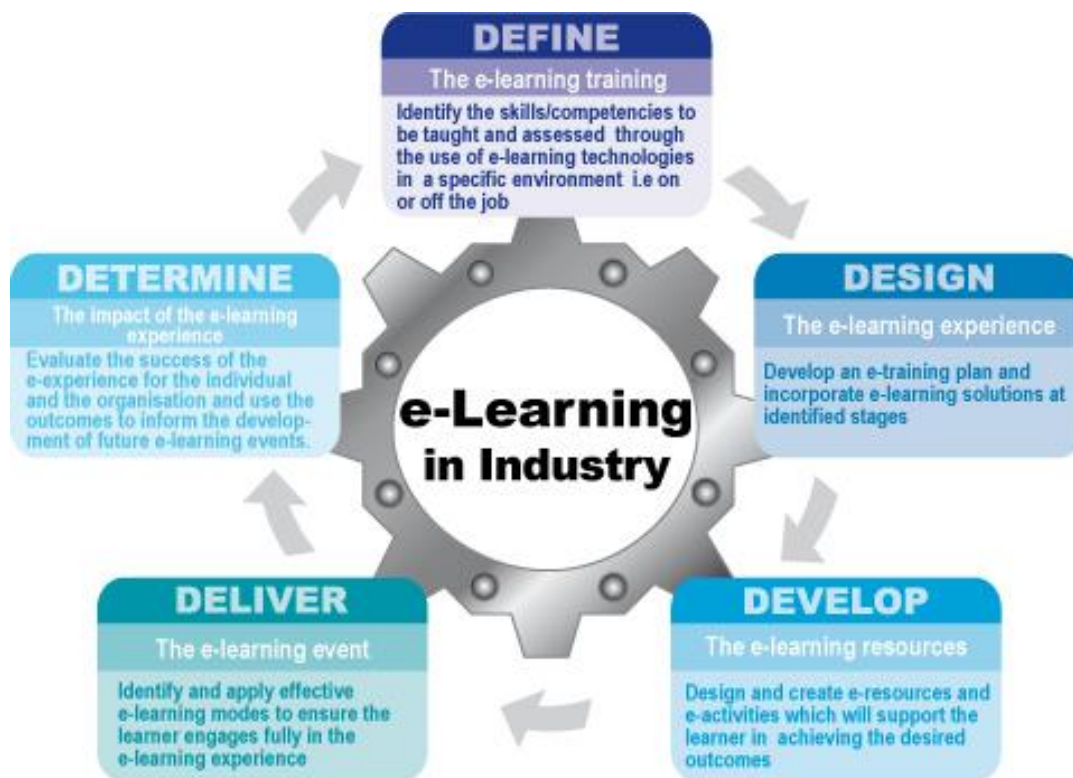 DEFINE
The e-learning training
Identify the skills/competencies to
be taught and assessed through
the use of e-learning technologies
in a specific environment i.e on
or off the job
DESIGN
The e-learning experience
Develop an e-training plan and
incorporate e-learning solutions at
identified stages
DEVELOP
The e-learning resources
Design and create e-resources and
e-activities which will support the
learner in achieving the desired
outcomes
DELIVER
The e-learning event
Identify and apply effective
e-learning modes to ensure the
learner engages fully in the
e-learning experience
DETERMINE
The impact of the e-learning
experience
Evaluate the success of the
e-experience for the individual
and the organisation and use the
outcomes to inform the develop-
ment of future e-learning events.
e-Learning
in Industry